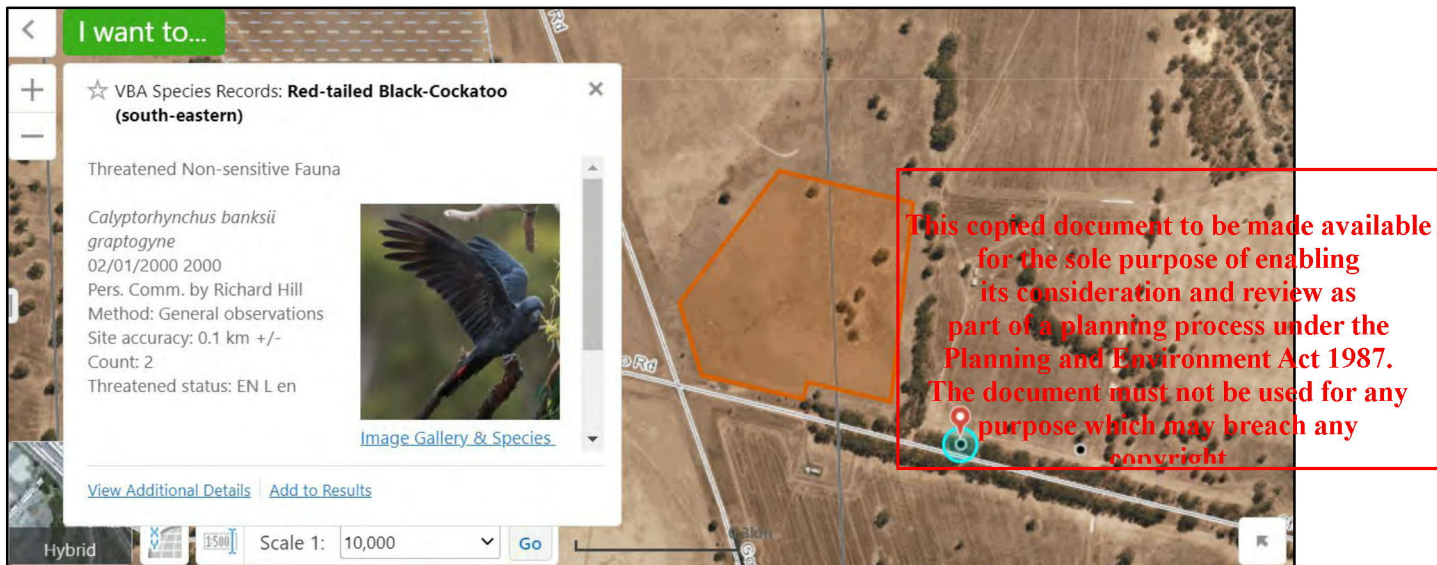 I want to...
Rd
☆ VBA Species Records: Red-tailed Black-Cockatoo
(south-eastern)
×
Threatened Non-sensitive Fauna
Calyptorhynchus banksii
graptogyne
02/01/2000 2000
Pers. Comm. by Richard Hill
Method: General observations
Site accuracy: 0.1 km +/-
Count: 2
Threatened status: EN L en
Image Gallery & Species
View Additional Details
Add to Results
o Rd
This copied document to be made available
for the sole purpose of enabling
its consideration and review as
part of a planning process under the
Planning and Environment Act 1987.
The document must not be used for any
purpose which may breach any
copyright
Hybrid
X Y
1:500
Scale 1:
10,000
Go
0.3km